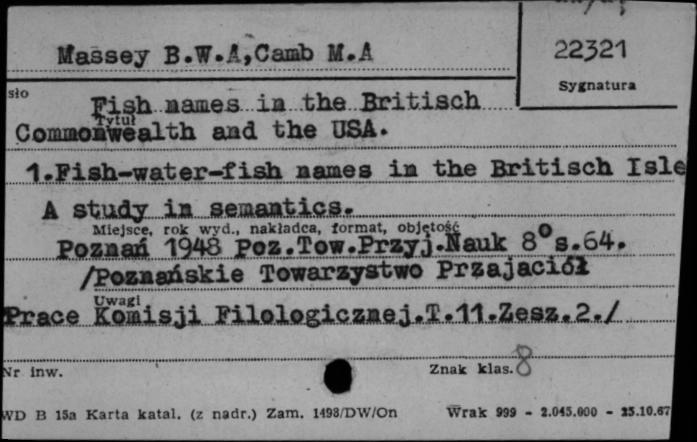 Massey B.W.A,Camb M.A
22321
Sygnatura
sło
Fish names in the Britisch
Tytuł
Commonwealth and the USA.
1.Fish-water-fish names in the Britisch Isle
A study in semantics.
Miejsce, rok wyd., nakładca, format, objętość
Poznań 1948 Poz.Tow.Przyj.Nauk 8° s.64.
/Poznańskie Towarzystwo Przajaciół
Uwagi
Prace Komisji Filologicznej.T.11.Zesz.2./
Nr inw.
Znak klas. 8
WD B 15a Karta katal. (z nadr.) Zam. 1498/DW/On
Wrak 999 - 2.045.000 - 25.10.67